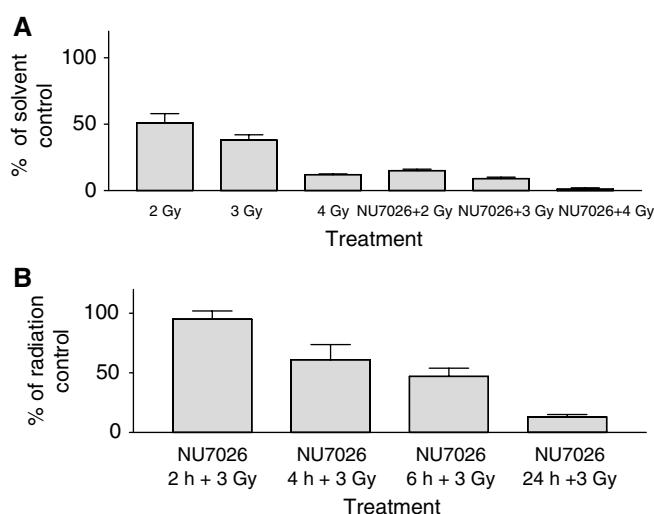 A
% of solvent
control
100
50
0
2 Gy
3 Gy
4 Gy
NU7026+2 Gy
NU7026+3 Gy
NU7026+4 Gy
Treatment
B
% of radiation
control
100
50
0
NU7026
2 h + 3 Gy
NU7026
4 h + 3 Gy
NU7026
6 h + 3 Gy
NU7026
24 h +3 Gy
Treatment